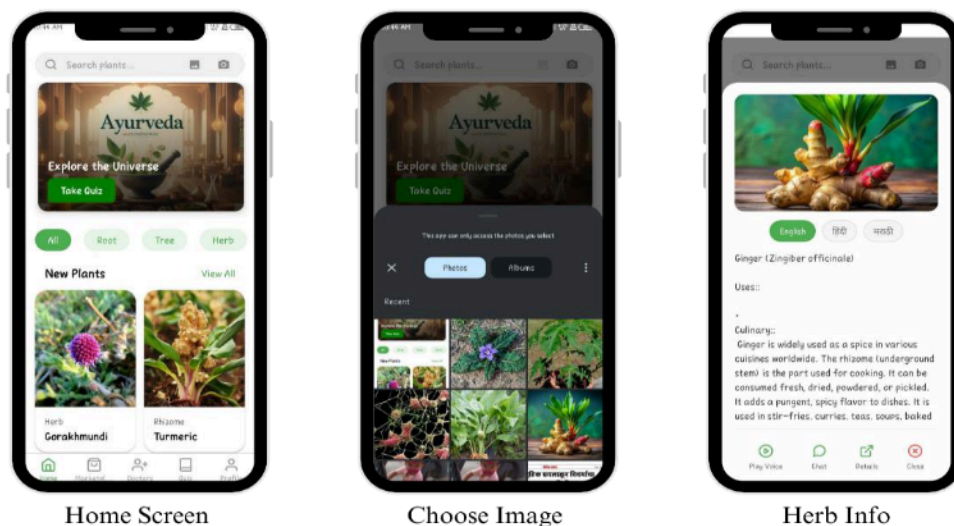 Search plants...
Ayurveda
Explore the Universe
Take Quiz
All
Root
Tree
Herb
New Plants
View All
Herb
Gorakhmundi
Rhizome
Turmeric
Home
Doctors
Quiz
Profile
Home Screen
Search plants...
Ayurveda
Explore the Universe
Take Quiz
This app can only access the photos you select
Photos
Albums
Recent
New Plants
Choose Image
Search plants...
English
हिंदी
मराठी
Ginger (Zingiber officinale)
Uses::
.
Culinary::
Ginger is widely used as a spice in various
cuisines worldwide. The rhizome (underground
stem) is the part used for cooking. It can be
consumed fresh, dried, powdered, or pickled.
It adds a pungent, spicy flavor to dishes. It is
used in stir-fries, curries, teas, soups, baked
Play Voice
Chat
Details
Close
Herb Info